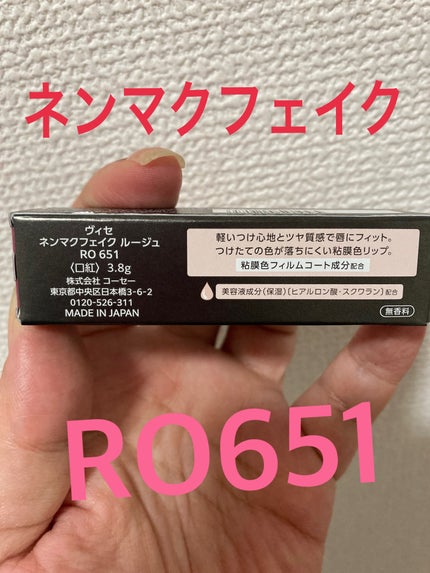 ネンマクフェイク
ヴィセ
ネンマクフェイク ルージュ
RO 651
〈口紅〉 3.8g
株式会社 コーセー
東京都中央区日本橋3-6-2
0120-526-311
MADE IN JAPAN
軽いつけ心地とツヤ質感で唇にフィット。
つけたての色が落ちにくい粘膜色リップ。
粘膜色フィルムコート成分配合
美容液成分(保湿)[ヒアルロン酸・スクワラン]配合
無香料
RO651